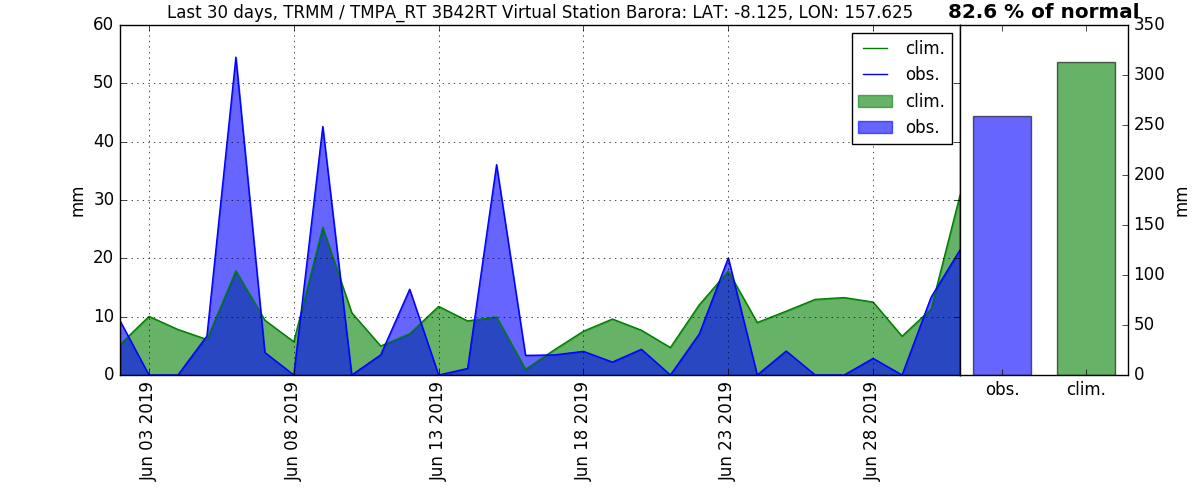 Last 30 days, TRMM / TMPA_RT 3B42RT Virtual Station Barora: LAT: -8.125, LON: 157.625
82.6 % of normal
60
50
40
30
20
10
0
mm
clim.
obs.
clim.
obs.
Jun 03 2019
Jun 08 2019
Jun 13 2019
Jun 18 2019
Jun 23 2019
Jun 28 2019
350
300
250
200
150
100
50
0
mm
obs.
clim.